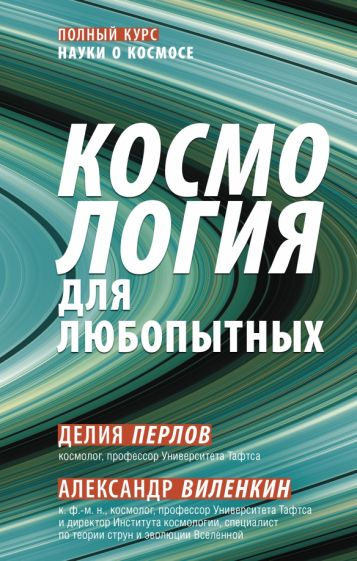 ПОЛНЫЙ КУРС
НАУКИ О КОСМОСЕ
КОСМО
ЛОГИЯ
ДЛЯ
ЛЮБОПЫТНЫХ
ДЕЛИЯ ПЕРЛОВ
космолог, профессор Университета Тафтса
АЛЕКСАНДР ВИЛЕНКИН
к. ф.-м. н., космолог, профессор Университета Тафтса
и директор Института космологии, специалист
по теории струн и эволюции Вселенной